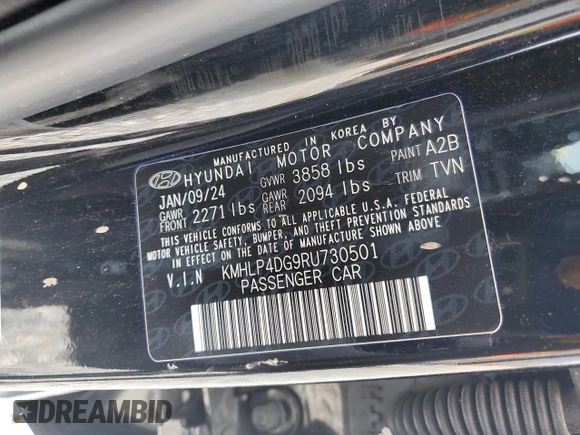 MANUFACTURED IN KOREA BY
HYUNDAI MOTOR COMPANY
JAN/09/24 GVWR 3858 lbs PAINT A2B
GAWR FRONT 2271 lbs GAWR REAR 2094 lbs TRIM TVN
THIS VEHICLE CONFORMS TO ALL APPLICABLE U.S.A. FEDERAL
MOTOR VEHICLE SAFETY, BUMPER, AND THEFT PREVENTION STANDARDS
IN EFFECT ON THE DATE OF MANUFACTURE SHOWN ABOVE.
V.I.N KMHLP4DG9RU730501
PASSENGER CAR
DREAMBID